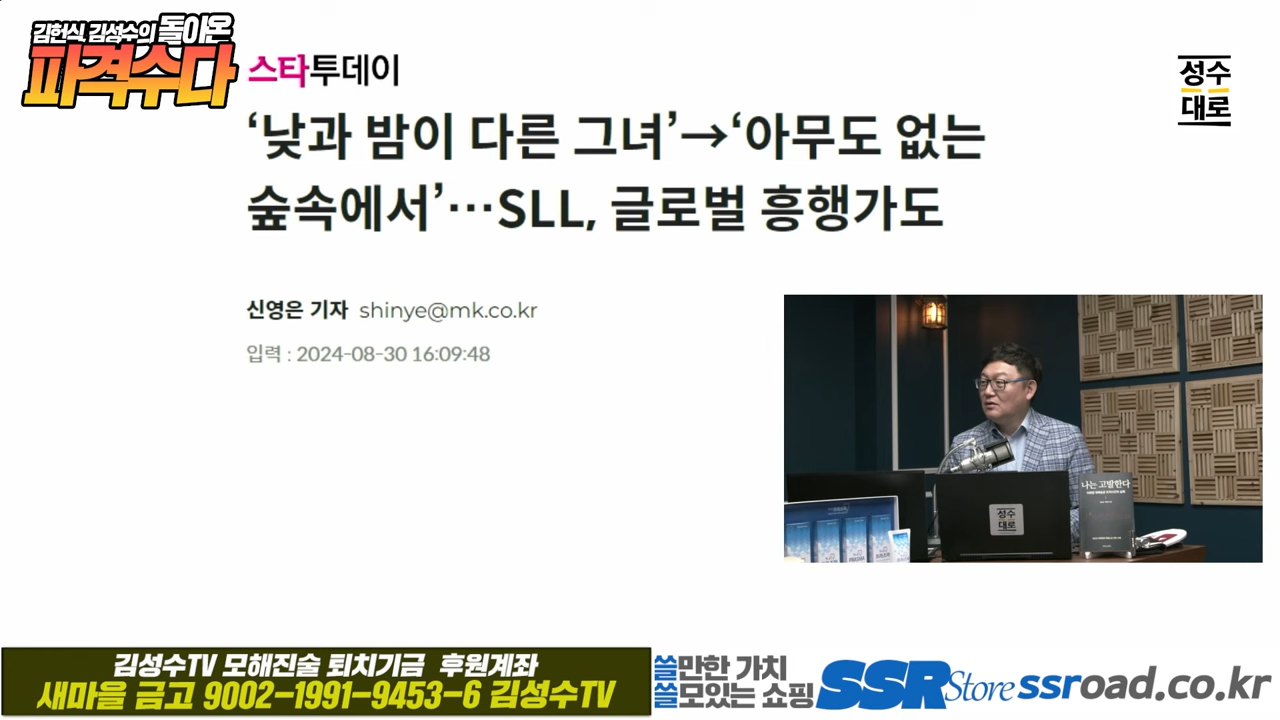 김헌식, 김성수의 돌아온
파격수다
스타투데이
성수
대로
‘낮과 밤이 다른 그녀’→‘아무도 없는
숲속에서’…SLL, 글로벌 흥행가도
신영은 기자 shinye@mk.co.kr
입력 : 2024-08-30 16:09:48
나는 고발한다
성수
대로
김성수TV 모해진술 퇴치기금 후원계좌
새마을 금고 9002-1991-9453-6 김성수TV
쓸만한 가치
쓸모있는 쇼핑
SSR Store ssroad.co.kr